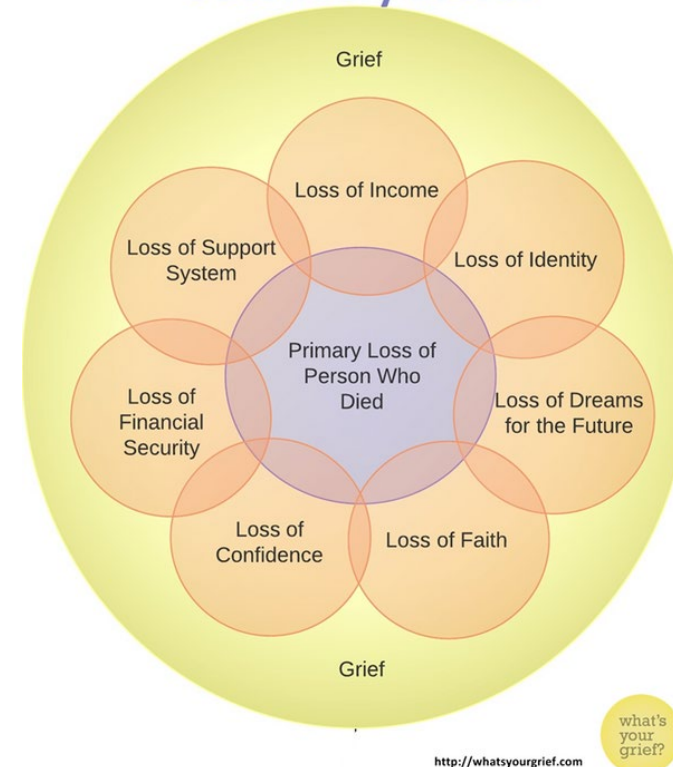 Grief
Loss of Income
Loss of Support
System
Loss of Identity
Primary Loss of
Person Who
Died
Loss of
Financial
Security
Loss of Dreams
for the Future
Loss of
Confidence
Loss of Faith
Grief
what's
your
grief?
http://whatsyourgrief.com